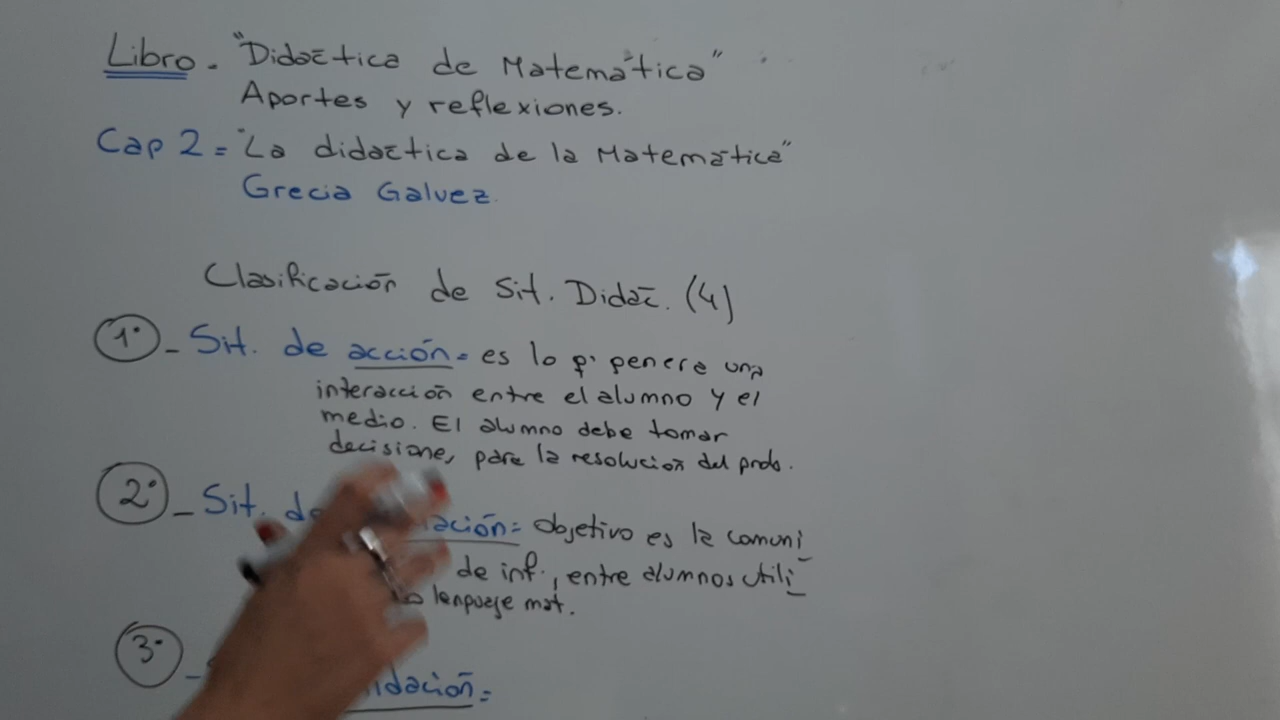 Libro. "Didáctica de Matemática"
Aportes y reflexiones.
Cap 2 = "La didáctica de la Matemática"
Grecia Galvez.
Clasificación de Sit. Didác. (4)
1° - Sit. de acción = es lo q' genera una
interacción entre el alumno y el
medio. El alumno debe tomar
decisiones, para la resolución del prob.
2° - Sit. de objetivo es la comuni
de inf., entre alumnos utili
lenguaje mat.
3° -